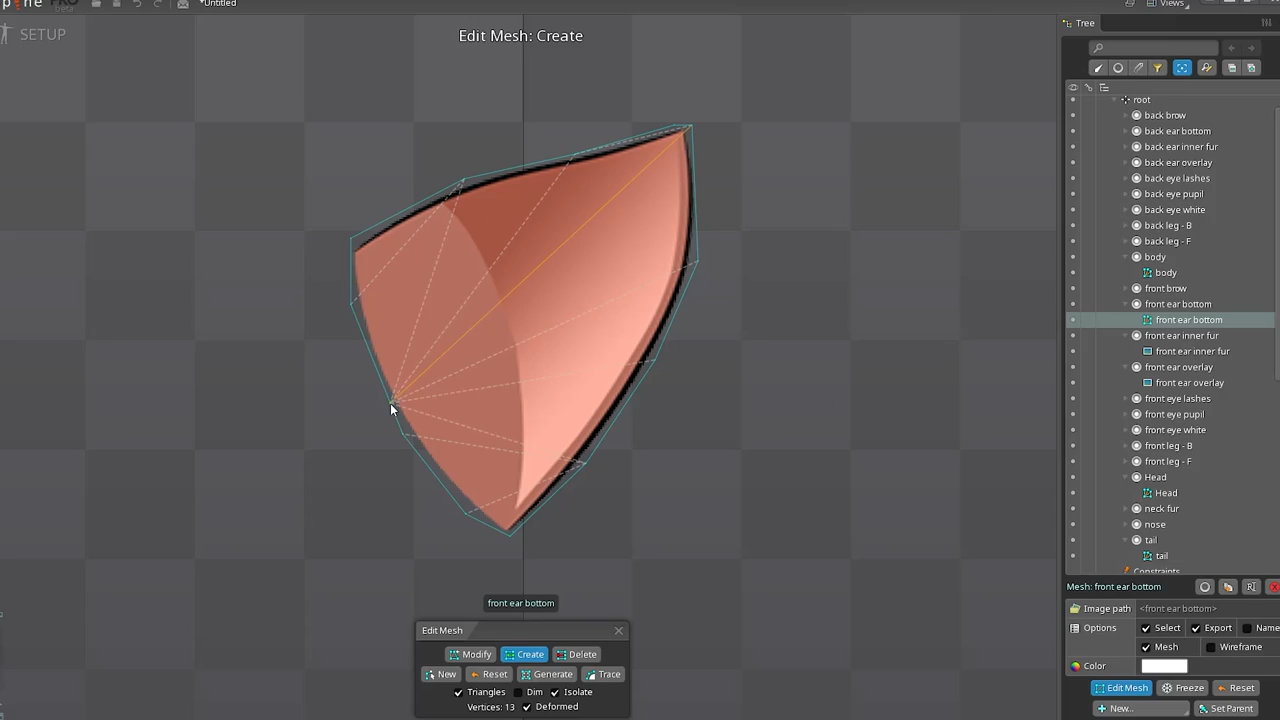 pine PRO
beta
*Untitled
Views
SETUP
Edit Mesh: Create
Tree
root
back brow
back ear bottom
back ear inner fur
back ear overlay
back eye lashes
back eye pupil
back eye white
back leg - B
back leg - F
body
body
front brow
front ear bottom
front ear bottom
front ear inner fur
front ear inner fur
front ear overlay
front ear overlay
front eye lashes
front eye pupil
front eye white
front leg - B
front leg - F
Head
Head
neck fur
nose
tail
tail
Constraints
Mesh: front ear bottom
Image path <front ear bottom>
Options Select Export Name
Mesh Wireframe
Color
Edit Mesh Freeze Reset
New... Set Parent
front ear bottom
Edit Mesh
Modify Create Delete
New Reset Generate Trace
Triangles Dim Isolate
Vertices: 13 Deformed